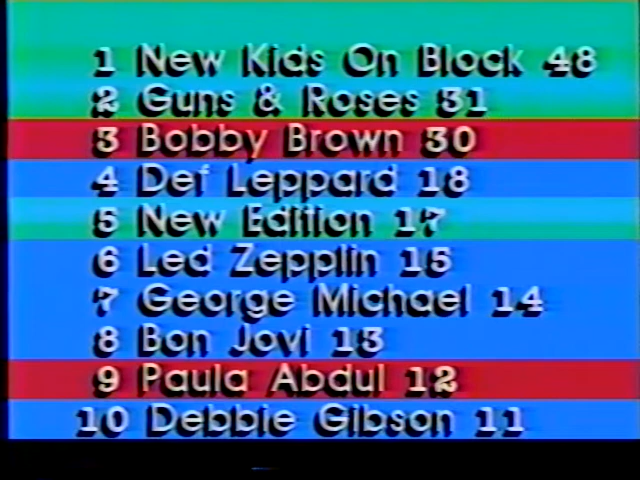 1 New Kids On Block 48
2 Guns & Roses 31
3 Bobby Brown 30
4 Def Leppard 18
5 New Edition 17
6 Led Zepplin 15
7 George Michael 14
8 Bon Jovi 13
9 Paula Abdul 12
10 Debbie Gibson 11